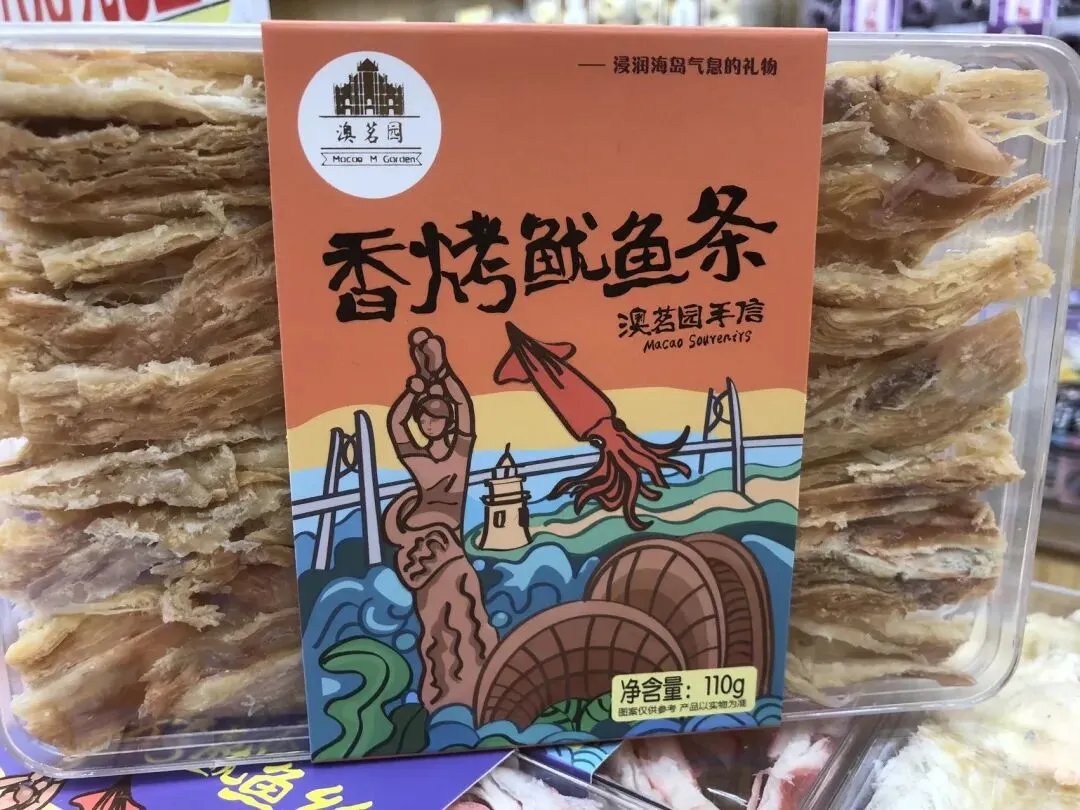 —— 浸润海岛气息的礼物
澳茗园
Macao M Garden
香烤鱿鱼条
澳茗园手信
Macao Souvenirs
净含量：110g
图案仅供参考 产品以实物为准
鱿鱼